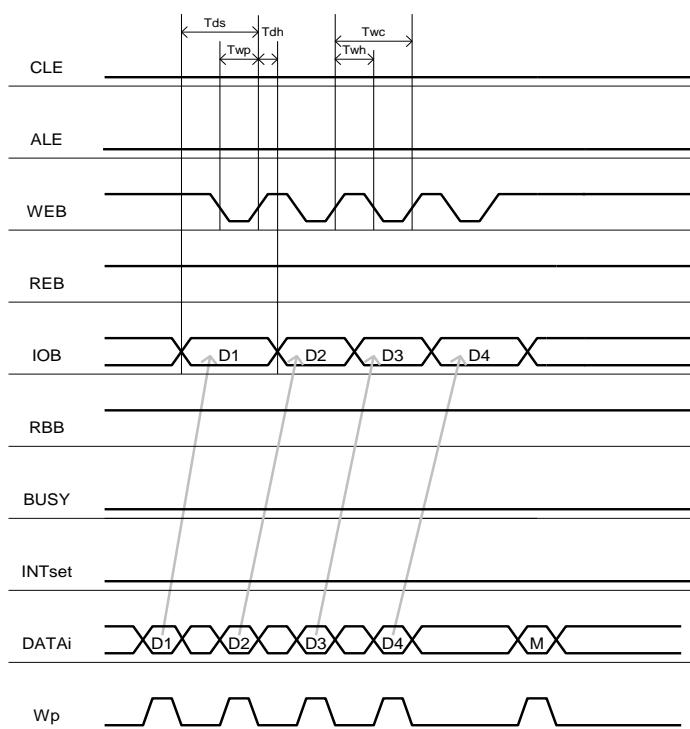 Tds
Tdh
Twp
Twc
Twh
CLE
ALE
WEB
REB
IOB
D1
D2
D3
D4
RBB
BUSY
INTset
DATAi
D1
D2
D3
D4
M
Wp